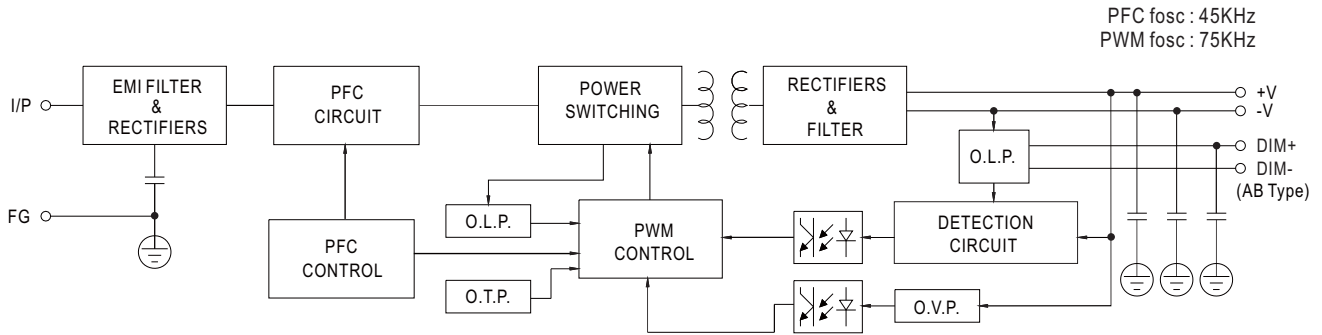 PFC fosc : 45KHz
PWM fosc : 75KHz
I/P
EMI FILTER
&
RECTIFIERS
PFC
CIRCUIT
POWER
SWITCHING
RECTIFIERS
&
FILTER
+V
-V
O.L.P.
DIM+
DIM-
(AB Type)
FG
O.L.P.
PFC
CONTROL
PWM
CONTROL
DETECTION
CIRCUIT
O.T.P.
O.V.P.